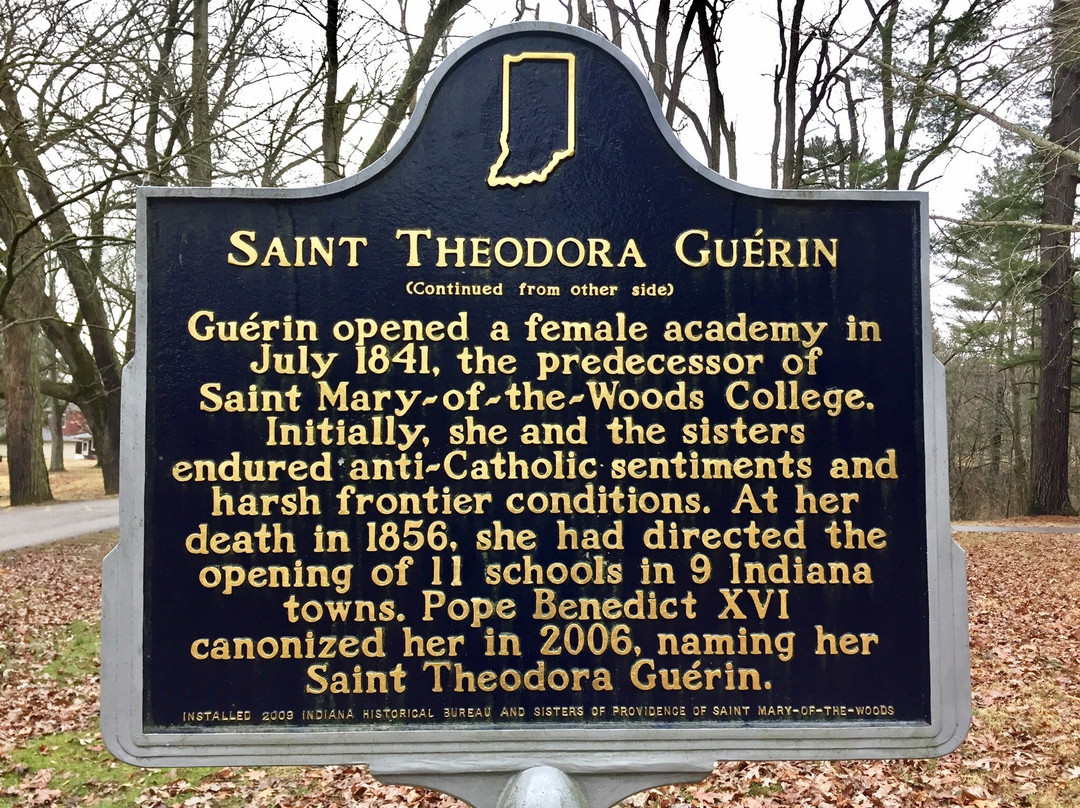 Saint Theodora Guérin
(Continued from other side)
Guérin opened a female academy in
July 1841, the predecessor of
Saint Mary-of-the-Woods College.
Initially, she and the sisters
endured anti-Catholic sentiments and
harsh frontier conditions. At her
death in 1856, she had directed the
opening of 11 schools in 9 Indiana
towns. Pope Benedict XVI
canonized her in 2006, naming her
Saint Theodora Guérin.
INSTALLED 2009 INDIANA HISTORICAL BUREAU AND SISTERS OF PROVIDENCE OF SAINT MARY-OF-THE-WOODS